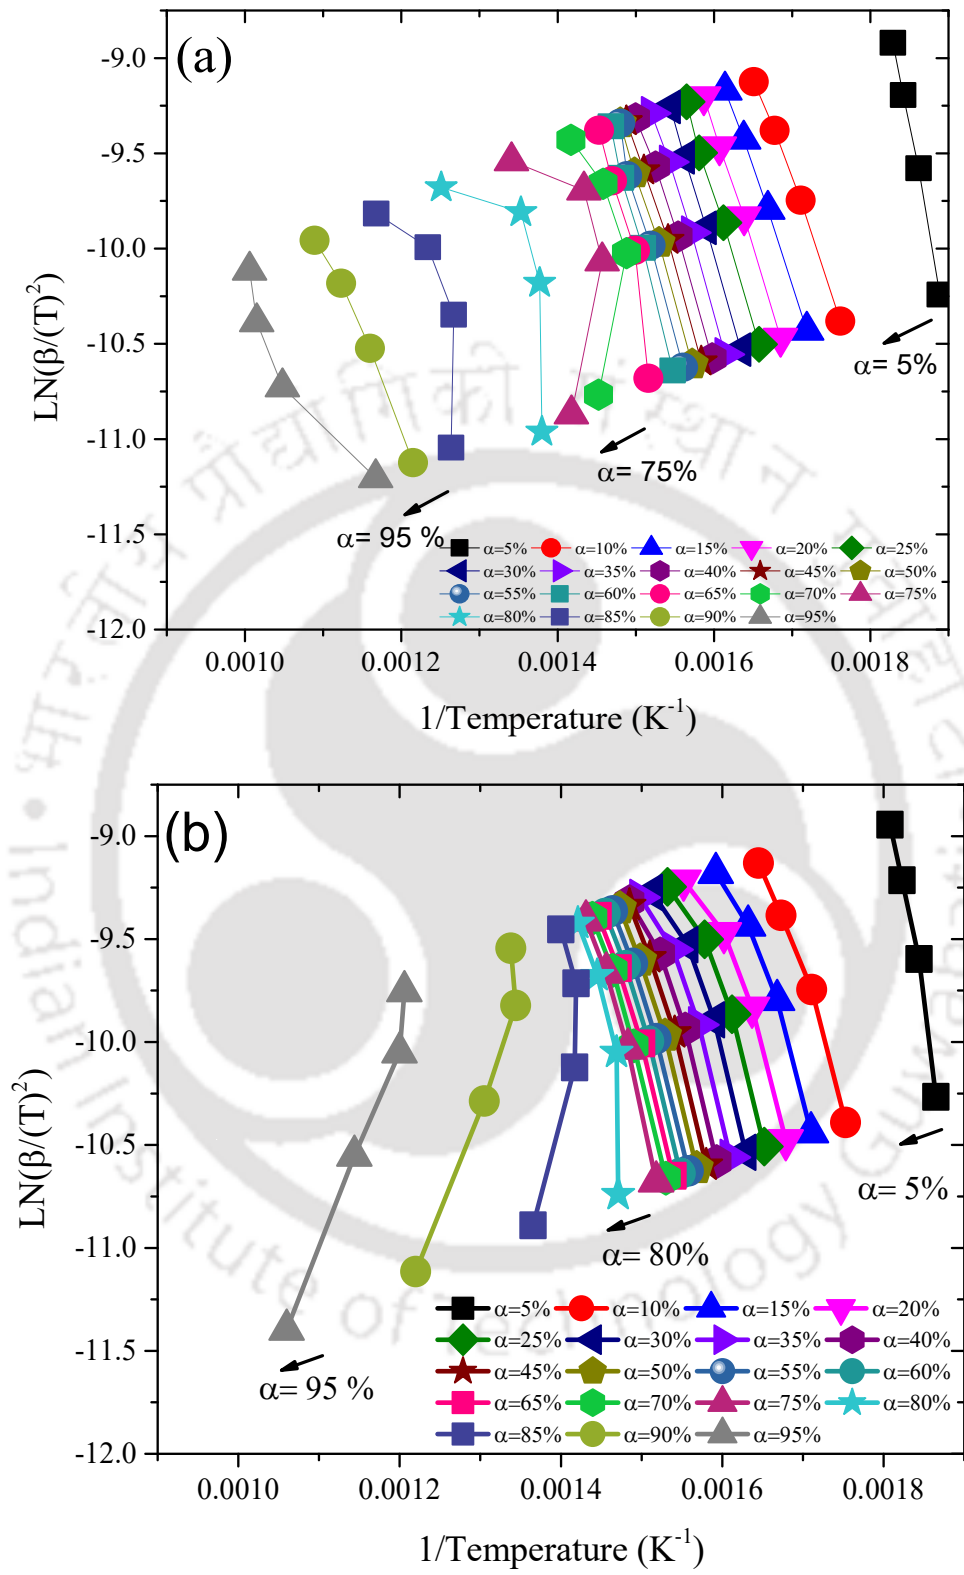 (a)
-9.0
-9.5
-10.0
-10.5
-11.0
-11.5
-12.0
LN(β/(T)²)
α= 5%
α= 75%
α= 95 %
α=5% α=10% α=15% α=20% α=25%
α=30% α=35% α=40% α=45% α=50%
α=55% α=60% α=65% α=70% α=75%
α=80% α=85% α=90% α=95%
0.0010 0.0012 0.0014 0.0016 0.0018
1/Temperature (K⁻¹)
(b)
-9.0
-9.5
-10.0
-10.5
-11.0
-11.5
-12.0
LN(β/(T)²)
α= 5%
α= 80%
α= 95 %
α=5% α=10% α=15% α=20%
α=25% α=30% α=35% α=40%
α=45% α=50% α=55% α=60%
α=65% α=70% α=75% α=80%
α=85% α=90% α=95%
0.0010 0.0012 0.0014 0.0016 0.0018
1/Temperature (K⁻¹)
Indian Institute of Technology